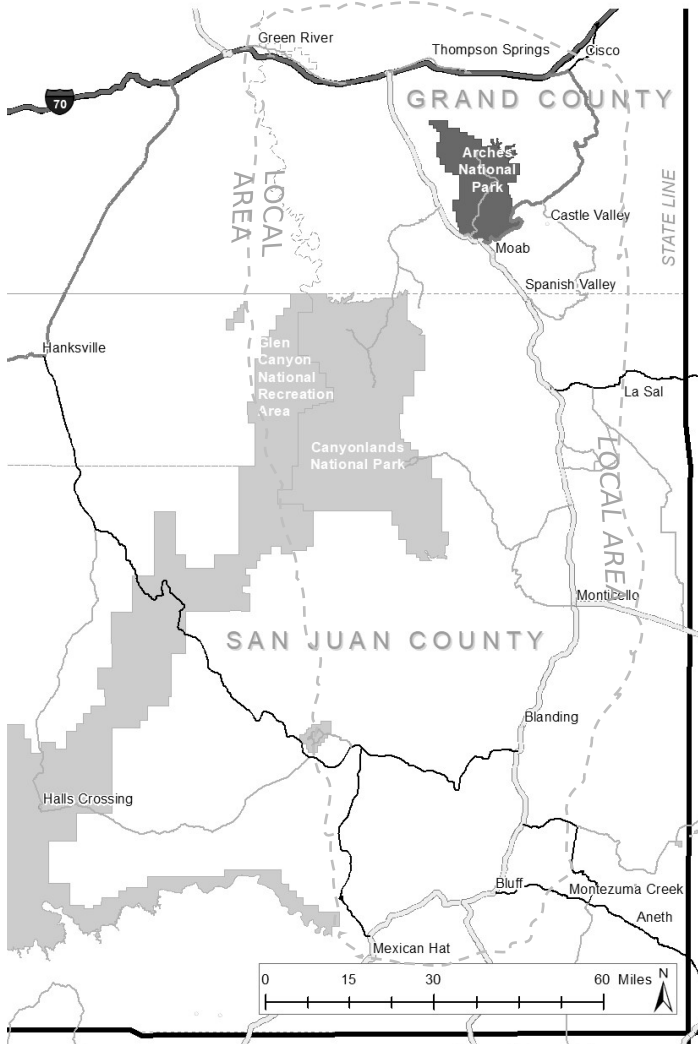 Green River
Thompson Springs
Cisco
70
GRAND COUNTY
Arches
National
Park
LOCAL
AREA
STATE LINE
Castle Valley
Moab
Spanish Valley
Hanksville
Glen
Canyon
National
Recreation
Area
La Sal
Canyonlands
National Park
LOCAL AREA
Monticello
SAN JUAN COUNTY
Blanding
Halls Crossing
Bluff
Montezuma Creek
Aneth
Mexican Hat
0 15 30 60 Miles N